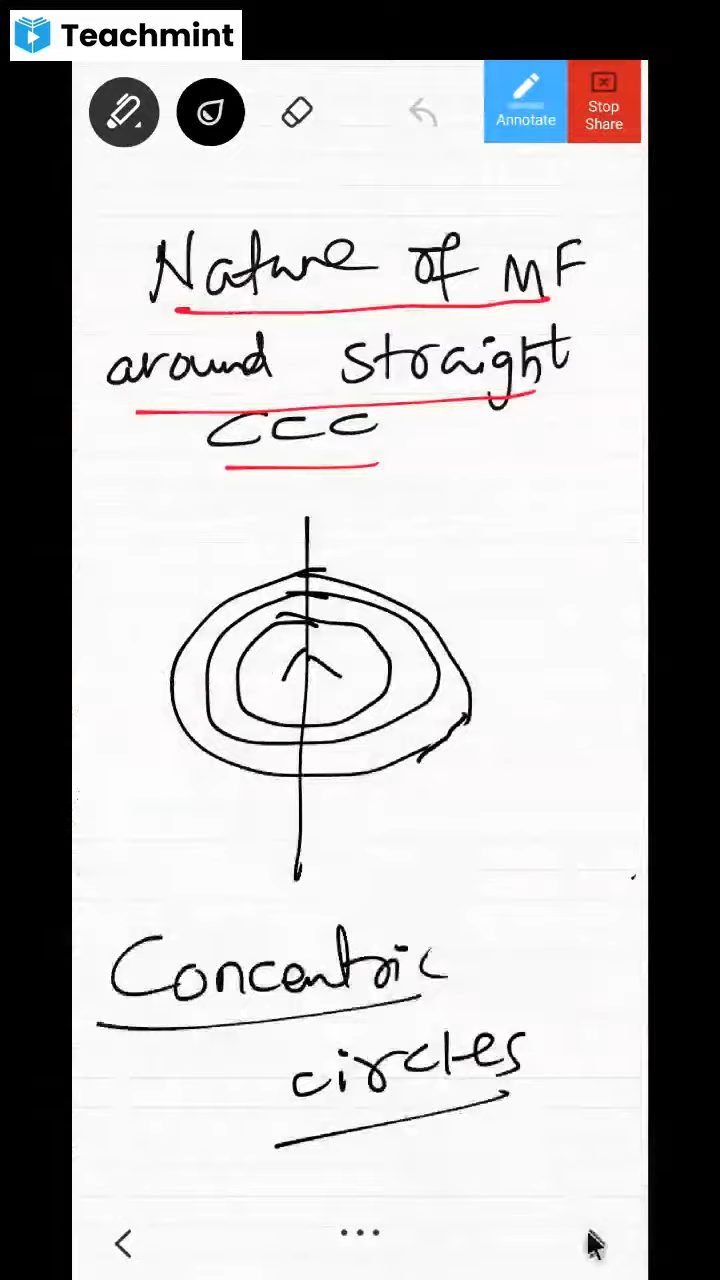 Teachmint
Annotate
Stop
Share
Nature of MF
around straight
CCC
Concentric
circles